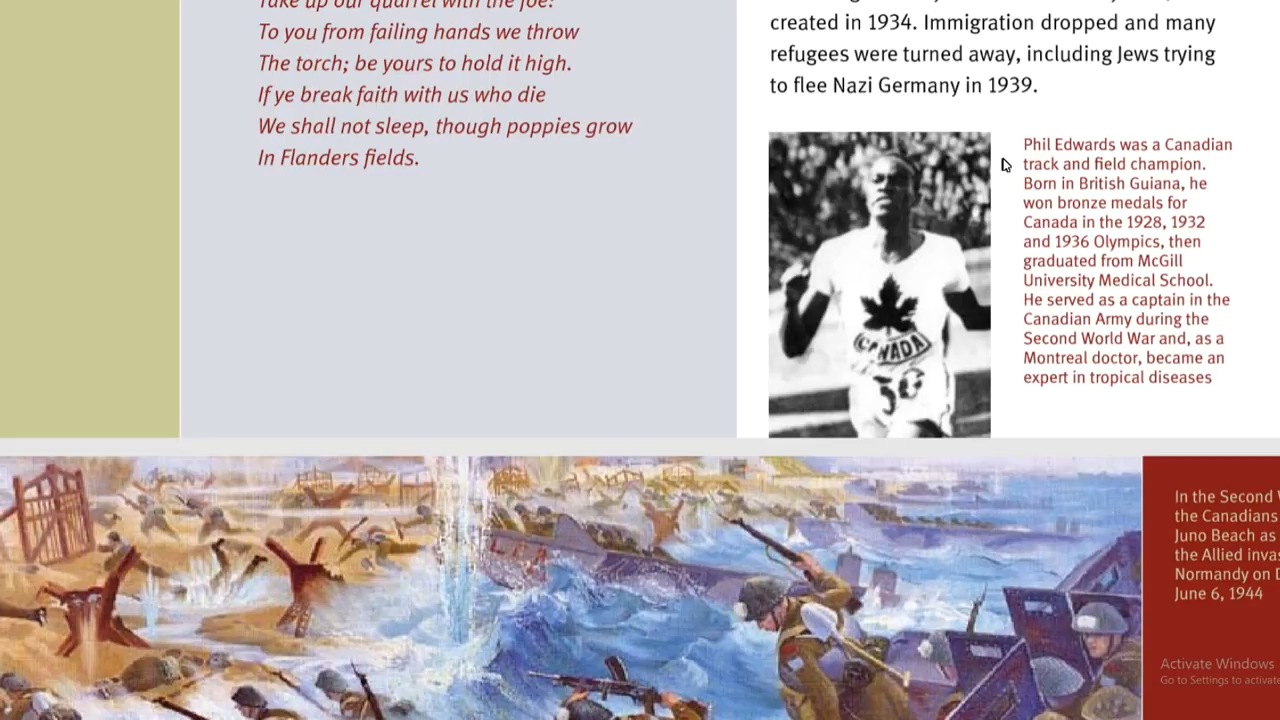 To you from failing hands we throw
The torch; be yours to hold it high.
If ye break faith with us who die
We shall not sleep, though poppies grow
In Flanders fields.
created in 1934. Immigration dropped and many
refugees were turned away, including Jews trying
to flee Nazi Germany in 1939.
CANADA
Phil Edwards was a Canadian
track and field champion.
Born in British Guiana, he
won bronze medals for
Canada in the 1928, 1932
and 1936 Olympics, then
graduated from McGill
University Medical School.
He served as a captain in the
Canadian Army during the
Second World War and, as a
Montreal doctor, became an
expert in tropical diseases
In the Second
the Canadians
Juno Beach as
the Allied
Normandy on
June 6, 1944
Activate Windows
Go to Settings to